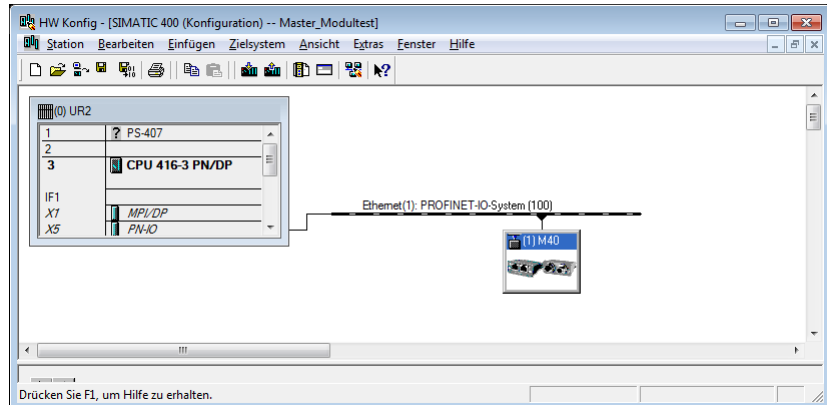 HW Konfig - [SIMATIC 400 (Konfiguration) -- Master_Modultest]
Station Bearbeiten Einfügen Zielsystem Ansicht Extras Fenster Hilfe
(0) UR2
1 ? PS-407
2
3 CPU 416-3 PN/DP
IF1
X1 MPI/DP
X5 PN-IO
Ethernet(1): PROFINET-IO-System (100)
(1) M40
Drücken Sie F1, um Hilfe zu erhalten.